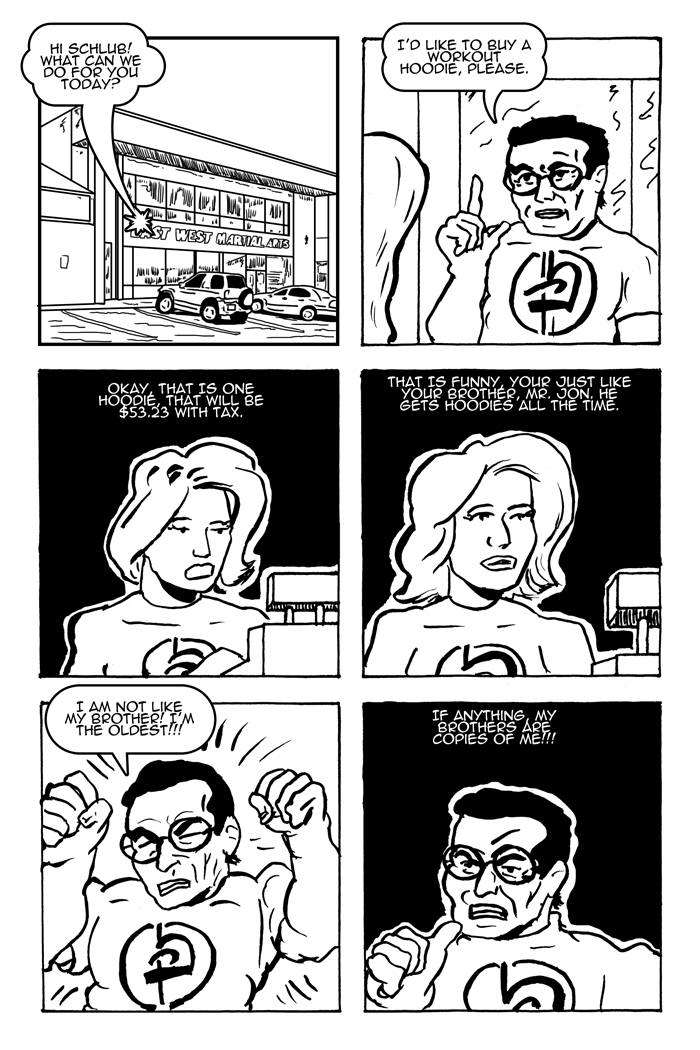 HI SCHLUB!
WHAT CAN WE
DO FOR YOU
TODAY?
EAST WEST MARTIAL ARTS
I'D LIKE TO BUY A
WORKOUT
HOODIE, PLEASE.
OKAY, THAT IS ONE
HOODIE, THAT WILL BE
$53.23 WITH TAX.
THAT IS FUNNY, YOUR JUST LIKE
YOUR BROTHER, MR. JON. HE
GETS HOODIES ALL THE TIME.
I AM NOT LIKE
MY BROTHER! I'M
THE OLDEST!!!
IF ANYTHING, MY
BROTHERS ARE
COPIES OF ME!!!